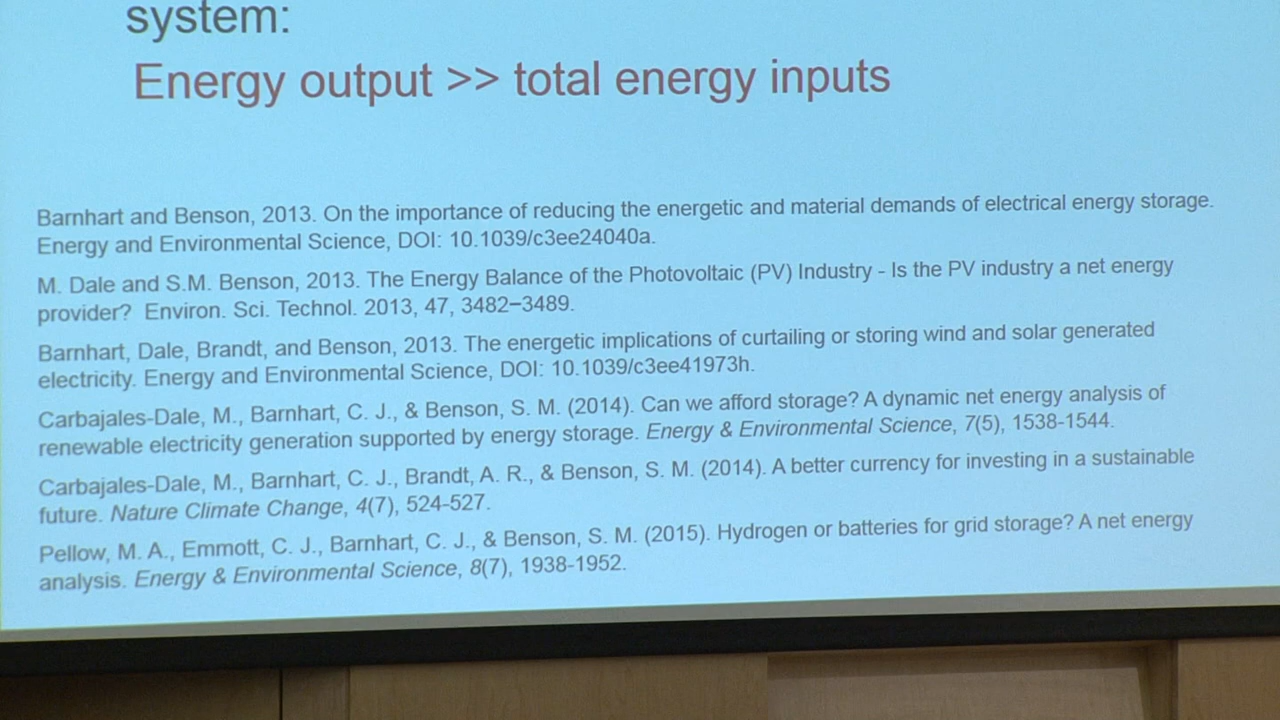 system:
Energy output >> total energy inputs
Barnhart and Benson, 2013. On the importance of reducing the energetic and material demands of electrical energy storage.
Energy and Environmental Science, DOI: 10.1039/c3ee24040a.
M. Dale and S.M. Benson, 2013. The Energy Balance of the Photovoltaic (PV) Industry - Is the PV industry a net energy
provider? Environ. Sci. Technol. 2013, 47, 3482−3489.
Barnhart, Dale, Brandt, and Benson, 2013. The energetic implications of curtailing or storing wind and solar generated
electricity. Energy and Environmental Science, DOI: 10.1039/c3ee41973h.
Carbajales-Dale, M., Barnhart, C. J., & Benson, S. M. (2014). Can we afford storage? A dynamic net energy analysis of
renewable electricity generation supported by energy storage. Energy & Environmental Science, 7(5), 1538-1544.
Carbajales-Dale, M., Barnhart, C. J., Brandt, A. R., & Benson, S. M. (2014). A better currency for investing in a sustainable
future. Nature Climate Change, 4(7), 524-527.
Pellow, M. A., Emmott, C. J., Barnhart, C. J., & Benson, S. M. (2015). Hydrogen or batteries for grid storage? A net energy
analysis. Energy & Environmental Science, 8(7), 1938-1952.